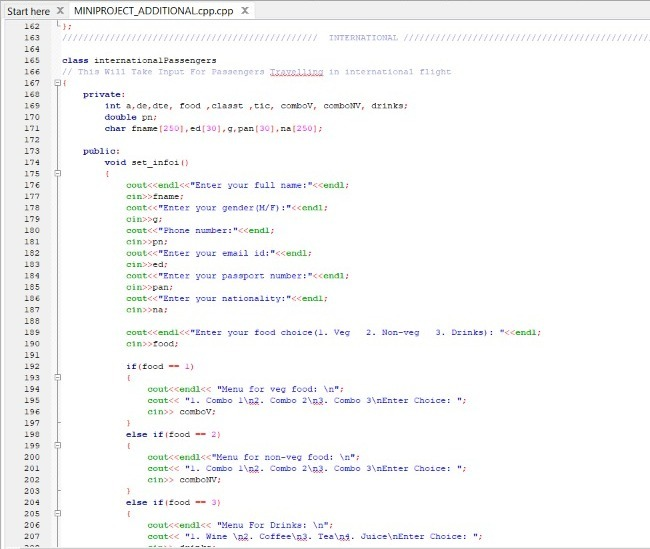 Start here X MINIPROJECT_ADDITIONAL.cpp.cpp X
162 };
163 //////////////////////////////////////////////// INTERNATIONAL ////////////////////////////////////////////////
164
165 class internationalPassengers
166 // This Will Take Input For Passengers Travelling in international flight
167 {
168 private:
169 int a,de,dte, food ,classt ,tic, comboV, comboNV, drinks;
170 double pn;
171 char fname[250],ed[30],g,pan[30],na[250];
172
173 public:
174 void set_infoi()
175 {
176 cout<<endl<<"Enter your full name:"<<endl;
177 cin>>fname;
178 cout<<"Enter your gender(M/F):"<<endl;
179 cin>>g;
180 cout<<"Phone number:"<<endl;
181 cin>>pn;
182 cout<<"Enter your email id:"<<endl;
183 cin>>ed;
184 cout<<"Enter your passport number:"<<endl;
185 cin>>pan;
186 cout<<"Enter your nationality:"<<endl;
187 cin>>na;
188
189 cout<<endl<<"Enter your food choice(1. Veg   2. Non-veg   3. Drinks): "<<endl;
190 cin>>food;
191
192 if(food == 1)
193 {
194 cout<<endl<< "Menu for veg food: \n";
195 cout<< "1. Combo 1\n2. Combo 2\n3. Combo 3\nEnter Choice: ";
196 cin>> comboV;
197 }
198 else if(food == 2)
199 {
200 cout<<endl<<"Menu for non-veg food: \n";
201 cout<< "1. Combo 1\n2. Combo 2\n3. Combo 3\nEnter Choice: ";
202 cin>> comboNV;
203 }
204 else if(food == 3)
205 {
206 cout<<endl<< "Menu For Drinks: \n";
207 cout<< "1. Wine \n2. Coffee\n3. Tea\n4. Juice\nEnter Choice: ";
208 cin>> drinks;